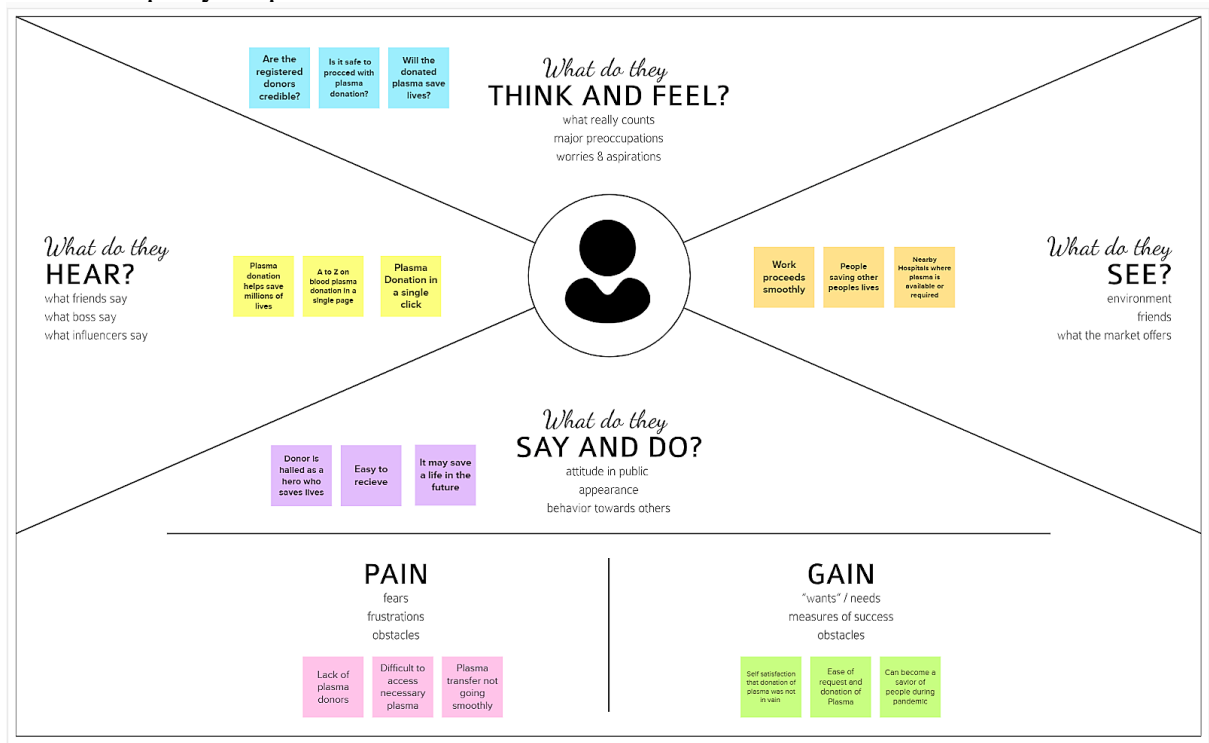 Are the
registered
donors
credible?
Is it safe to
procced with
plasma
donation?
Will the
donated
plasma save
lives?
What do they
THINK AND FEEL?
what really counts
major preoccupations
worries & aspirations
What do they
HEAR?
what friends say
what boss say
what influencers say
Plasma
donation
helps save
millions of
lives
A to Z on
blood plasma
donation in a
single page
Plasma
Donation in
a single
click
Work
proceeds
smoothly
People
saving other
peoples lives
Nearby
Hospitals where
plasma is
available or
required
What do they
SEE?
environment
friends
what the market offers
What do they
SAY AND DO?
attitude in public
appearance
behavior towards others
Donor is
halled as a
hero who
saves lives
Easy to
recieve
It may save
a life in the
future
PAIN
fears
frustrations
obstacles
Lack of
plasma
donors
Difficult to
access
necessary
plasma
Plasma
transfer not
going
smoothly
GAIN
"wants" / needs
measures of success
obstacles
Self satisfaction
that donation of
plasma was not
in vain
Ease of
request and
donation of
Plasma
Can become a
savior of
people during
pandemic